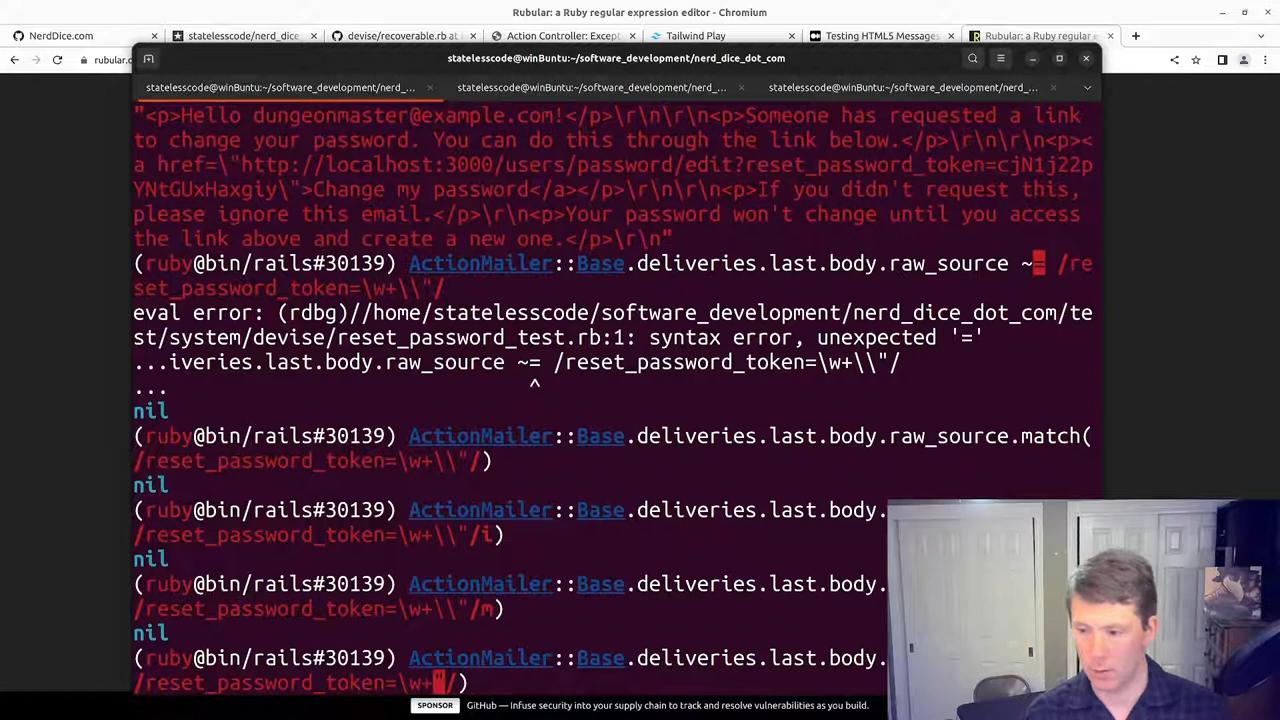 Rubular: a Ruby regular expression editor - Chromium
NerdDice.com
statelesscode/nerd_dice
devise/recoverable.rb at
Action Controller: Except
Tailwind Play
Testing HTML5 Messages
Rubular: a Ruby regular e
rubular.
statelesscode@winBuntu:~/software_development/nerd_dice_dot_com
statelesscode@winBuntu:~/software_development/nerd_...
statelesscode@winBuntu:~/software_development/nerd_...
statelesscode@winBuntu:~/software_development/nerd_...
"<p>Hello dungeonmaster@example.com!</p>\r\n\r\n<p>Someone has requested a link
to change your password. You can do this through the link below.</p>\r\n\r\n<p><
a href=\"http://localhost:3000/users/password/edit?reset_password_token=cjN1j22p
YNtGUxHaxgiy\">Change my password</a></p>\r\n\r\n<p>If you didn't request this,
please ignore this email.</p>\r\n<p>Your password won't change until you access
the link above and create a new one.</p>\r\n"
(ruby@bin/rails#30139) ActionMailer::Base.deliveries.last.body.raw_source ~= /re
set_password_token=\w+\\"/
eval error: (rdbg)//home/statelesscode/software_development/nerd_dice_dot_com/te
st/system/devise/reset_password_test.rb:1: syntax error, unexpected '='
...iveries.last.body.raw_source ~= /reset_password_token=\w+\\"/
^
...
nil
(ruby@bin/rails#30139) ActionMailer::Base.deliveries.last.body.raw_source.match(
/reset_password_token=\w+\\"/)
nil
(ruby@bin/rails#30139) ActionMailer::Base.deliveries.last.body.
/reset_password_token=\w+\\"/i)
nil
(ruby@bin/rails#30139) ActionMailer::Base.deliveries.last.body.
/reset_password_token=\w+\\"/m)
nil
(ruby@bin/rails#30139) ActionMailer::Base.deliveries.last.body.
/reset_password_token=\w+"/)
SPONSOR GitHub — Infuse security into your supply chain to track and resolve vulnerabilities as you build.